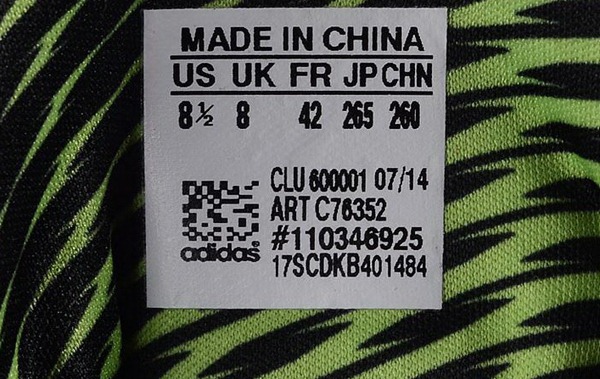 MADE IN CHINA
US UK FR JP CHN
8½ 8 42 265 260
CLU 600001 07/14
ART C76352
#110346925
17SCDKB401484
adidas